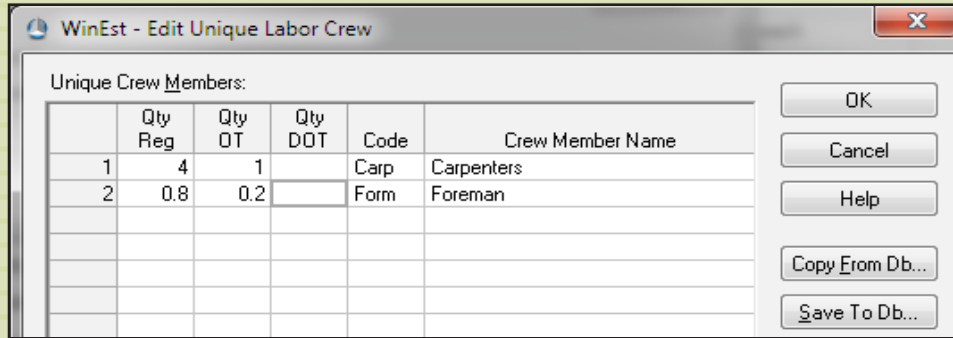 WinEst - Edit Unique Labor Crew
Unique Crew Members:
Qty Reg Qty OT Qty DOT Code Crew Member Name
1 4 1 Carp Carpenters
2 0.8 0.2 Form Foreman
OK
Cancel
Help
Copy From Db...
Save To Db...